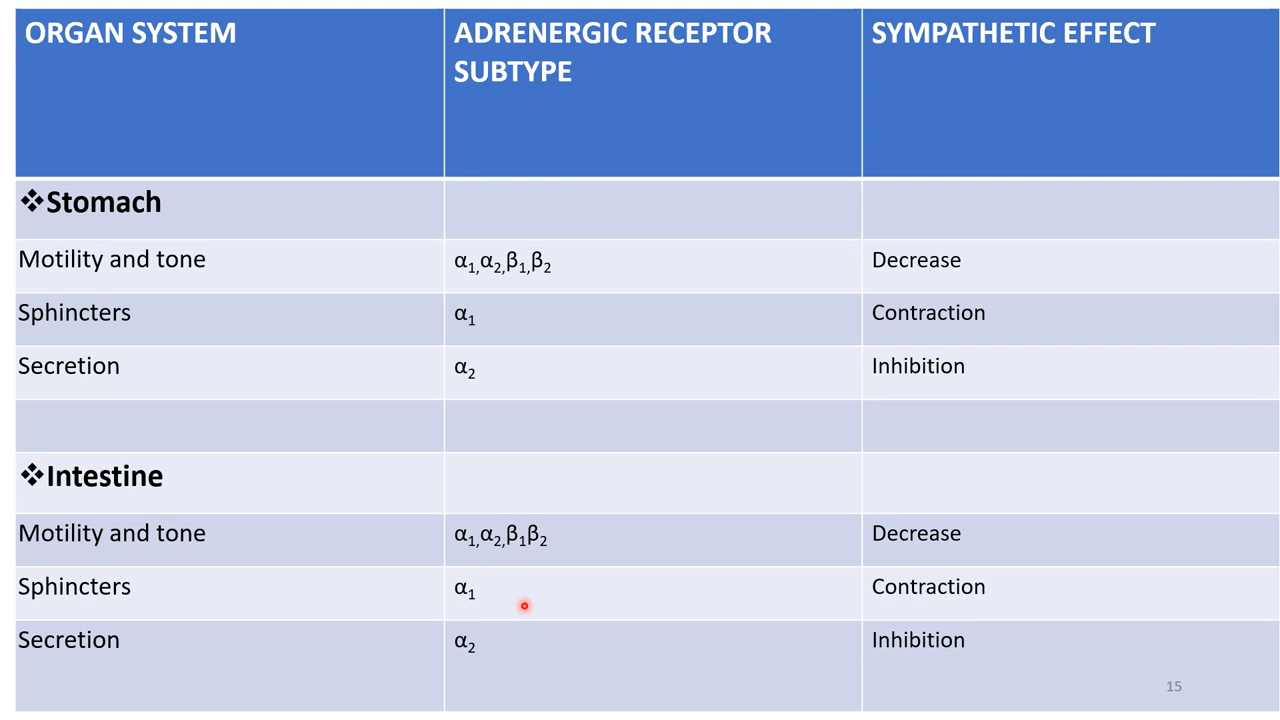 ORGAN SYSTEM
ADRENERGIC RECEPTOR
SUBTYPE
SYMPATHETIC EFFECT
❖Stomach
Motility and tone
α₁,α₂,β₁,β₂
Decrease
Sphincters
α₁
Contraction
Secretion
α₂
Inhibition
❖Intestine
Motility and tone
α₁,α₂,β₁β₂
Decrease
Sphincters
α₁
Contraction
Secretion
α₂
Inhibition
15